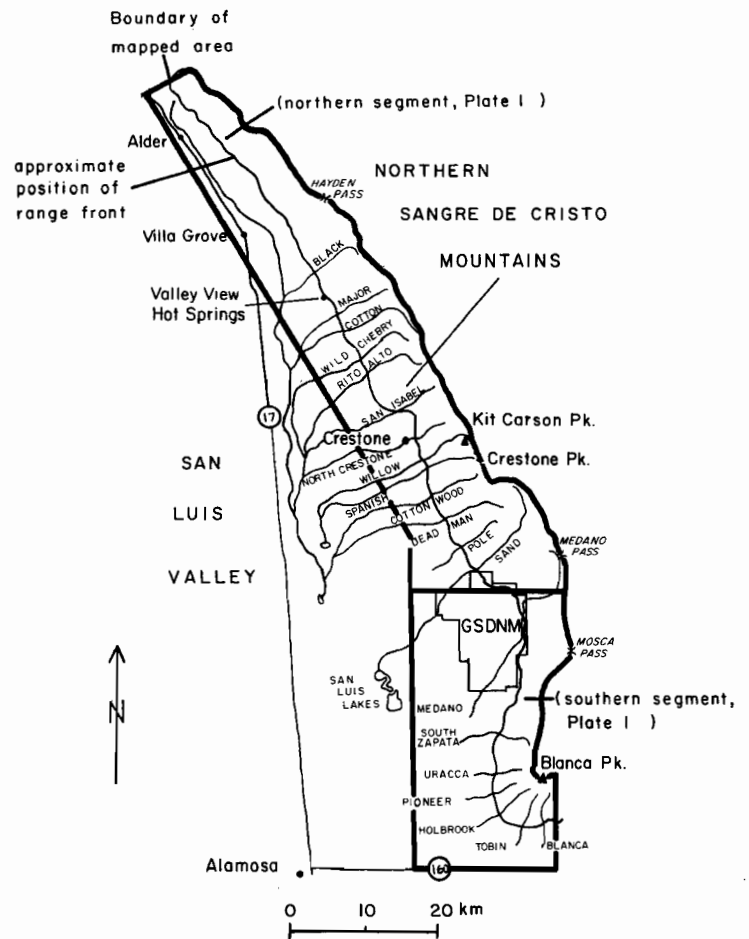 Boundary of
mapped area
(northern segment, Plate 1 )
Alder
approximate
position of
range front
HAYDEN
PASS
NORTHERN
SANGRE DE CRISTO
MOUNTAINS
Villa Grove
BLACK
Valley View
Hot Springs
MAJOR
COTTON
WILD CHERRY
RITO ALTO
SAN ISABEL
17
Kit Carson Pk.
Crestone
Crestone Pk.
NORTH CRESTONE
WILLOW
SPANISH
COTTON WOOD
DEAD MAN
POLE
SAND
SAN
LUIS
VALLEY
MEDANO
PASS
GSDNM
MOSCA
PASS
N
SAN
LUIS
LAKES
MEDANO
(southern segment,
Plate 1 )
SOUTH
ZAPATA
Blanca Pk.
URACCA
PIONEER
HOLBROOK
TOBIN
BLANCA
Alamosa
160
0 10 20 km